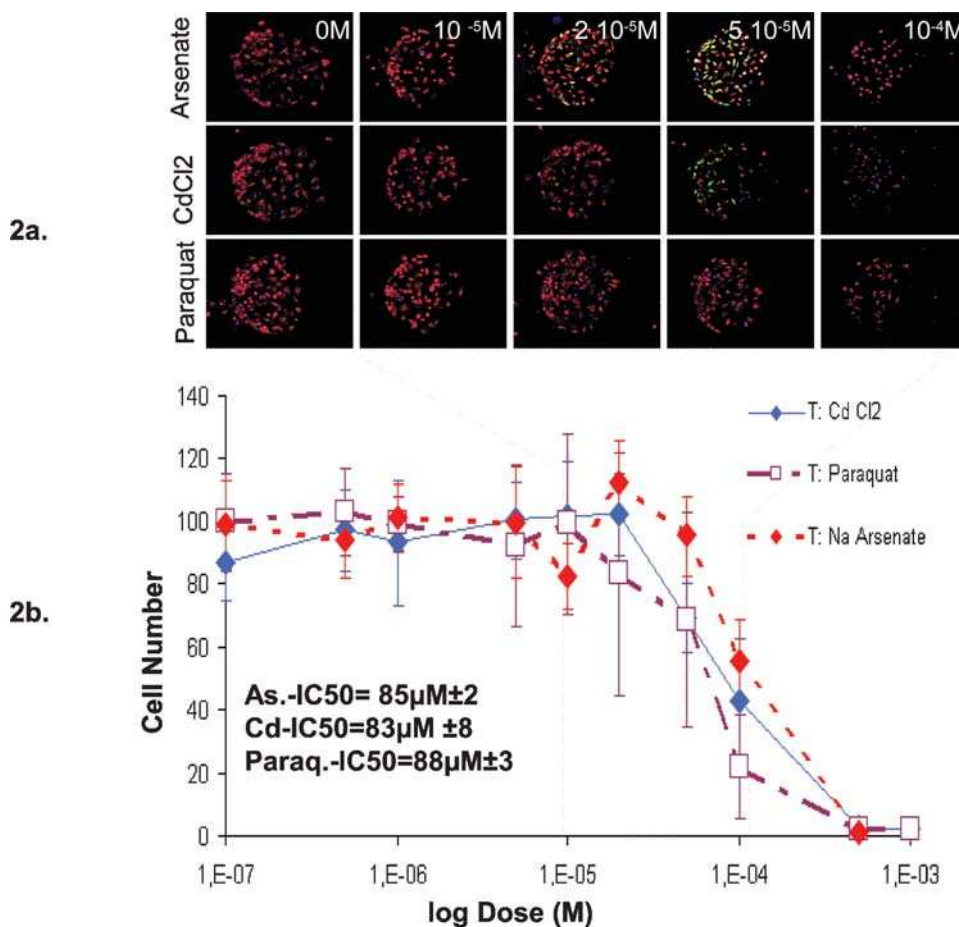 0M 10 -5M 2 10-5M 5 10-5M 10-4M
Arsenate
CdCl2
Paraquat
2a.
140
120
100
80
60
40
20
0
Cell Number
2b.
T: Cd Cl2
T: Paraquat
T: Na Arsenate
As.-IC50= 85µM±2
Cd-IC50=83µM ±8
Paraq.-IC50=88µM±3
1,E-07 1,E-06 1,E-05 1,E-04 1,E-03
log Dose (M)